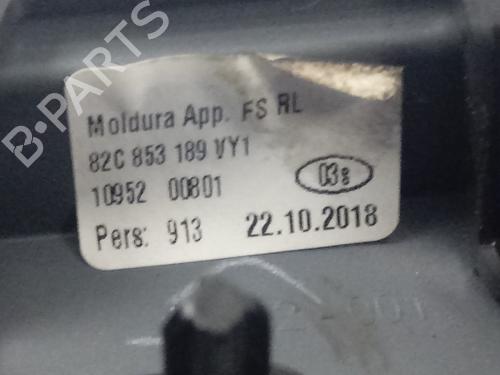 Moldura App. FS RL
82C 853 189 VY1
10952 00801
03s
Pers: 913 22.10.2018
B-PARTS